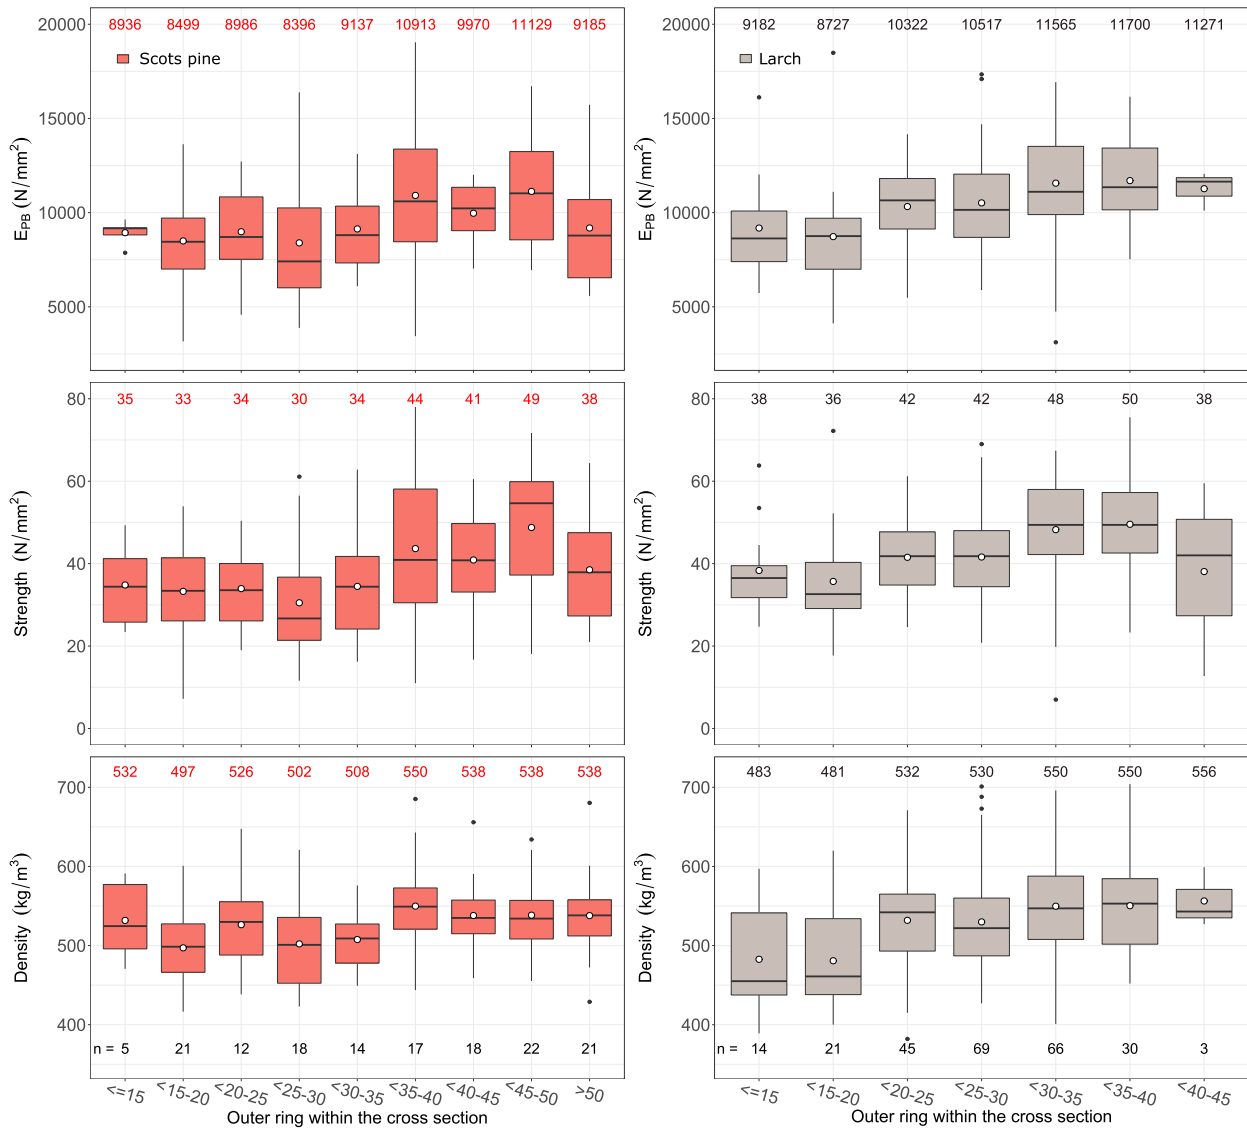 8936 8499 8986 8396 9137 10913 9970 11129 9185
Scots pine
20000
15000
10000
5000
E_PB (N/mm²)
9182 8727 10322 10517 11565 11700 11271
Larch
20000
15000
10000
5000
E_PB (N/mm²)
35 33 34 30 34 44 41 49 38
80
60
40
20
0
Strength (N/mm²)
38 36 42 42 48 50 38
80
60
40
20
0
Strength (N/mm²)
532 497 526 502 508 550 538 538 538
700
600
500
400
Density (kg/m³)
n = 5 21 12 18 14 17 18 22 21
<=15 <15-20 <20-25 <25-30 <30-35 <35-40 <40-45 <45-50 >50
Outer ring within the cross section
483 481 532 530 550 550 556
700
600
500
400
Density (kg/m³)
n = 14 21 45 69 66 30 3
<=15 <15-20 <20-25 <25-30 <30-35 <35-40 <40-45
Outer ring within the cross section